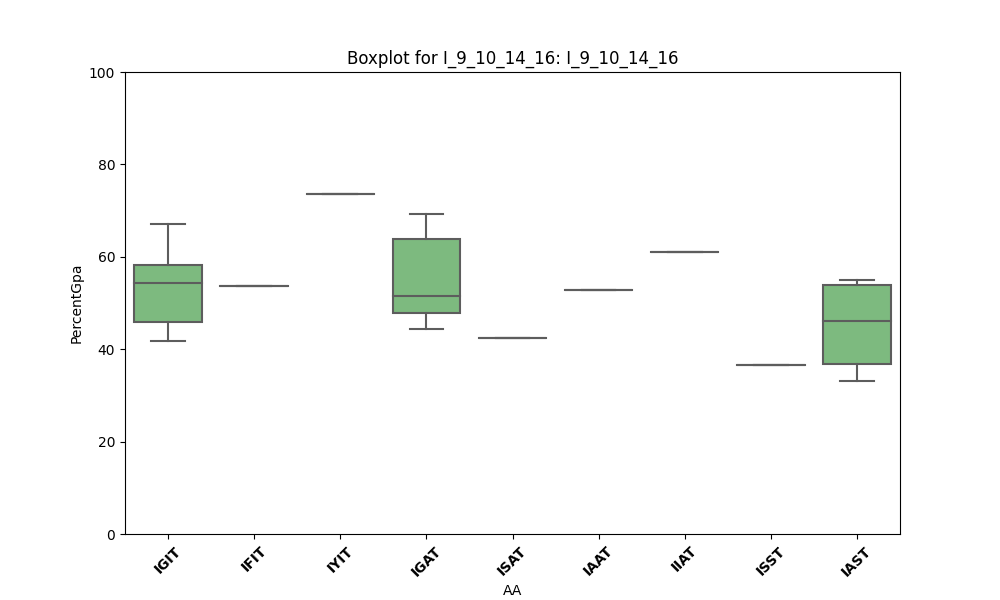 Boxplot for I_9_10_14_16: I_9_10_14_16
100
80
60
40
20
0
PercentGpa
IGIT
IFIT
IYIT
IGAT
ISAT
IAAT
IIAT
ISST
IAST
AA